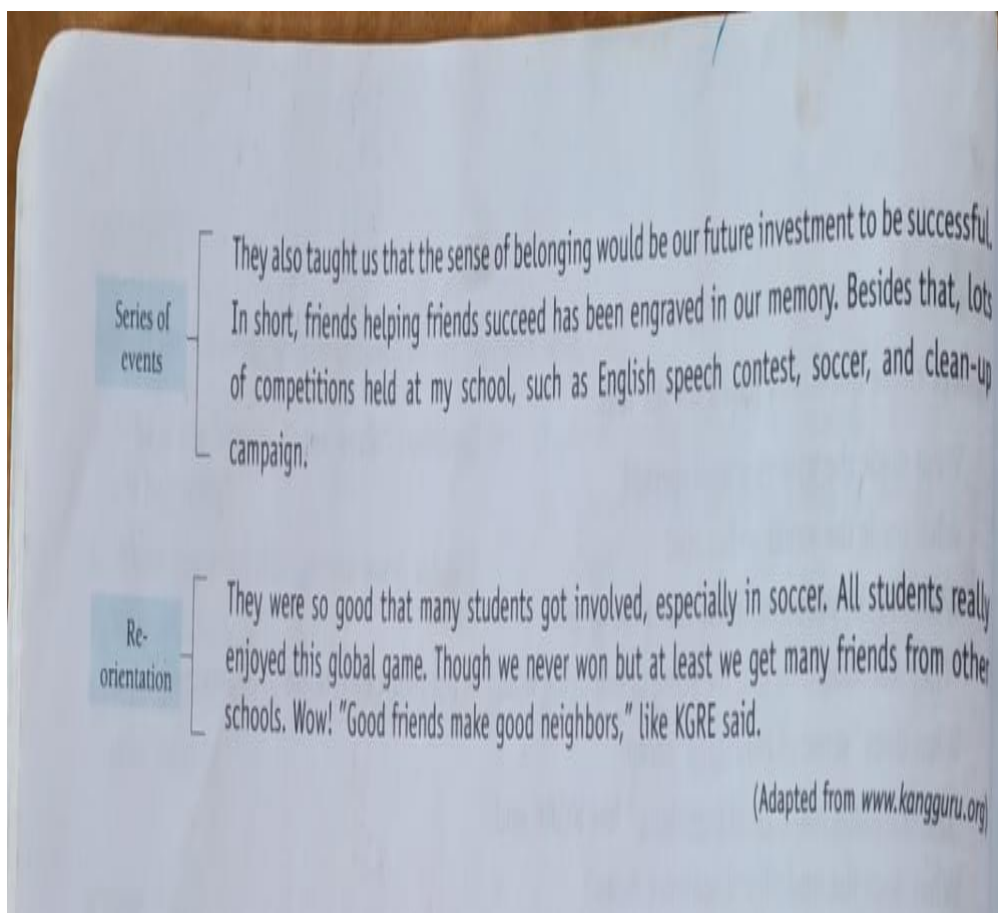 Series of
events
They also taught us that the sense of belonging would be our future investment to be successful.
In short, friends helping friends succeed has been engraved in our memory. Besides that, lots
of competitions held at my school, such as English speech contest, soccer, and clean-up
campaign.
Re-
orientation
They were so good that many students got involved, especially in soccer. All students really
enjoyed this global game. Though we never won but at least we get many friends from other
schools. Wow! "Good friends make good neighbors," like KGRE said.
(Adapted from www.kangguru.org)